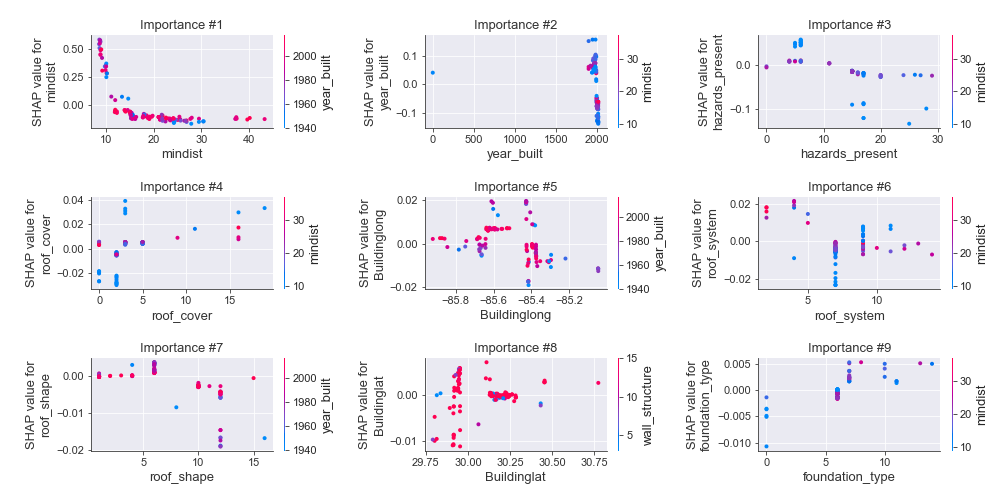 Importance #1
SHAP value for
mindist
0.50
0.25
0.00
10
20
30
40
mindist
2000
1980
1960
1940
year_built
Importance #2
SHAP value for
year_built
0.1
0.0
−0.1
0
500
1000
1500
2000
year_built
30
20
10
mindist
Importance #3
SHAP value for
hazards_present
0.0
−0.1
0
10
20
30
hazards_present
30
20
10
mindist
Importance #4
SHAP value for
roof_cover
0.04
0.02
0.00
−0.02
0
5
10
15
roof_cover
30
20
10
mindist
Importance #5
SHAP value for
Buildinglong
0.02
0.00
−0.02
−85.8
−85.6
−85.4
−85.2
Buildinglong
2000
1980
1960
1940
year_built
Importance #6
SHAP value for
roof_system
0.02
0.00
−0.02
5
10
roof_system
30
20
10
mindist
Importance #7
SHAP value for
roof_shape
0.00
−0.01
−0.02
5
10
15
roof_shape
2000
1980
1960
1940
year_built
Importance #8
SHAP value for
Buildinglat
0.00
−0.01
29.75
30.00
30.25
30.50
30.75
Buildinglat
15
10
5
wall_structure
Importance #9
SHAP value for
foundation_type
0.005
0.000
−0.005
−0.010
0
5
10
foundation_type
30
20
10
mindist